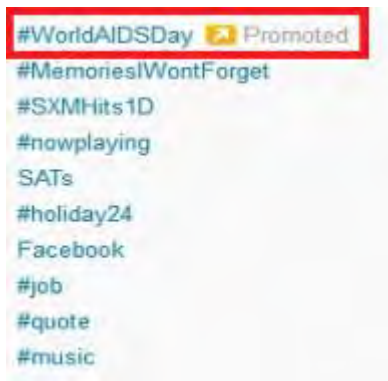 #WorldAIDSDay Promoted
#MemoriesIWontForget
#SXMHits1D
#nowplaying
SATs
#holiday24
Facebook
#job
#quote
#music